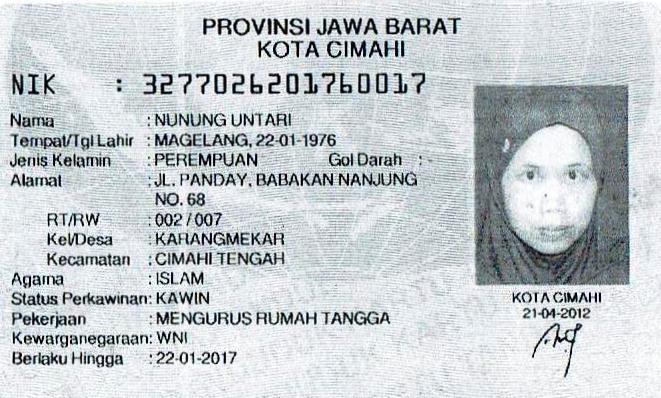 PROVINSI JAWA BARAT
KOTA CIMAHI
NIK : 3277026201760017
Nama : NUNUNG UNTARI
Tempat/Tgl Lahir : MAGELANG, 22-01-1976
Jenis Kelamin : PEREMPUAN Gol Darah : -
Alamat : JL. PANDAY, BABAKAN NANJUNG
NO. 68
RT/RW : 002 / 007
Kel/Desa : KARANGMEKAR
Kecamatan : CIMAHI TENGAH
Agama : ISLAM
Status Perkawinan: KAWIN
Pekerjaan : MENGURUS RUMAH TANGGA
Kewarganegaraan: WNI
Berlaku Hingga : 22-01-2017
KOTA CIMAHI
21-04-2012